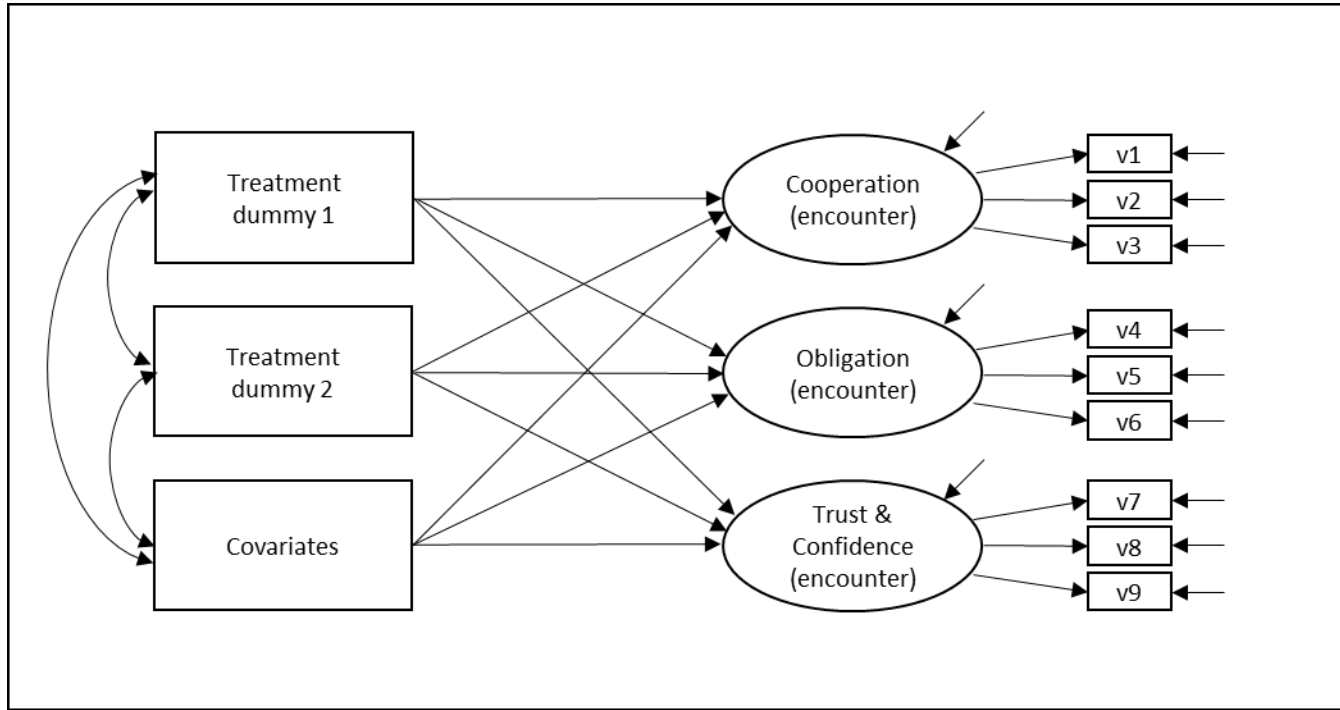 Treatment
dummy 1
Cooperation
(encounter)
v1
v2
v3
Treatment
dummy 2
Obligation
(encounter)
v4
v5
v6
Covariates
Trust &
Confidence
(encounter)
v7
v8
v9